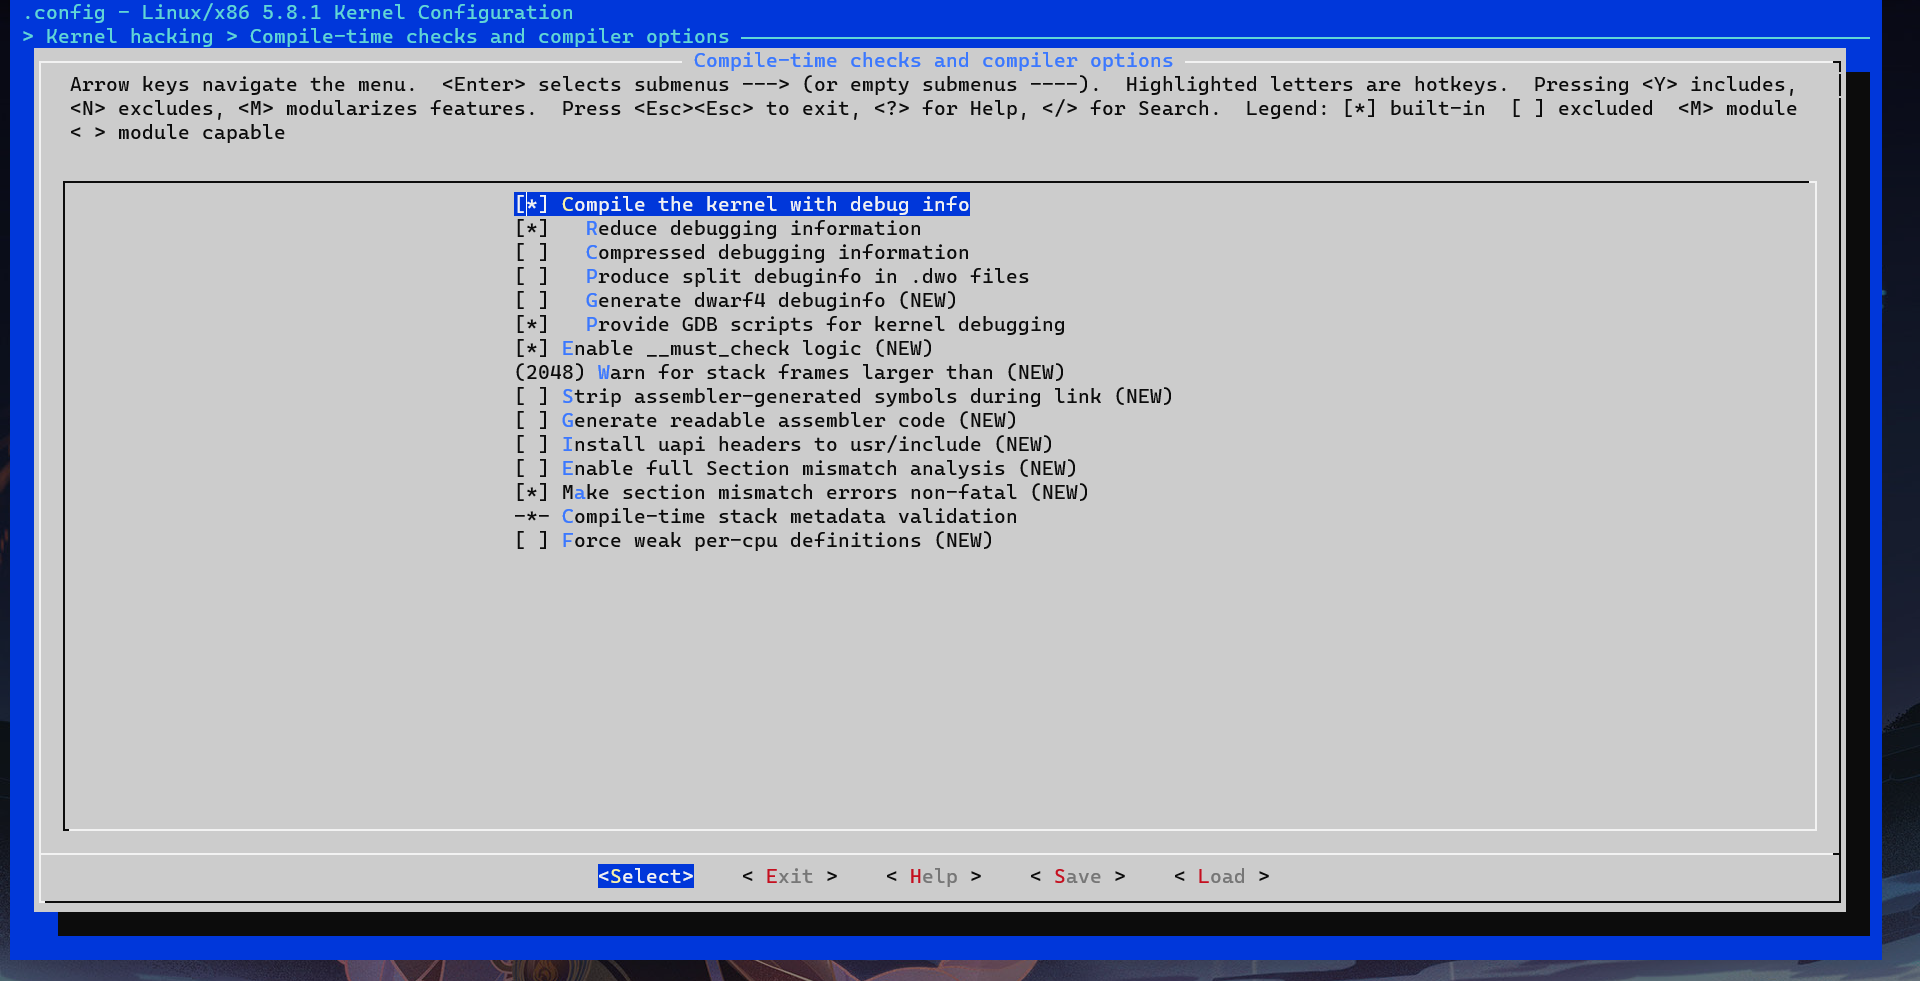 .config - Linux/x86 5.8.1 Kernel Configuration
> Kernel hacking > Compile-time checks and compiler options
Compile-time checks and compiler options
Arrow keys navigate the menu.  <Enter> selects submenus ---> (or empty submenus ----).  Highlighted letters are hotkeys.  Pressing <Y> includes,
<N> excludes, <M> modularizes features.  Press <Esc><Esc> to exit, <?> for Help, </> for Search.  Legend: [*] built-in  [ ] excluded  <M> module
< > module capable
[*] Compile the kernel with debug info
[*]   Reduce debugging information
[ ]   Compressed debugging information
[ ]   Produce split debuginfo in .dwo files
[ ]   Generate dwarf4 debuginfo (NEW)
[*]   Provide GDB scripts for kernel debugging
[*] Enable __must_check logic (NEW)
(2048) Warn for stack frames larger than (NEW)
[ ] Strip assembler-generated symbols during link (NEW)
[ ] Generate readable assembler code (NEW)
[ ] Install uapi headers to usr/include (NEW)
[ ] Enable full Section mismatch analysis (NEW)
[*] Make section mismatch errors non-fatal (NEW)
-*- Compile-time stack metadata validation
[ ] Force weak per-cpu definitions (NEW)
<Select>    < Exit >    < Help >    < Save >    < Load >